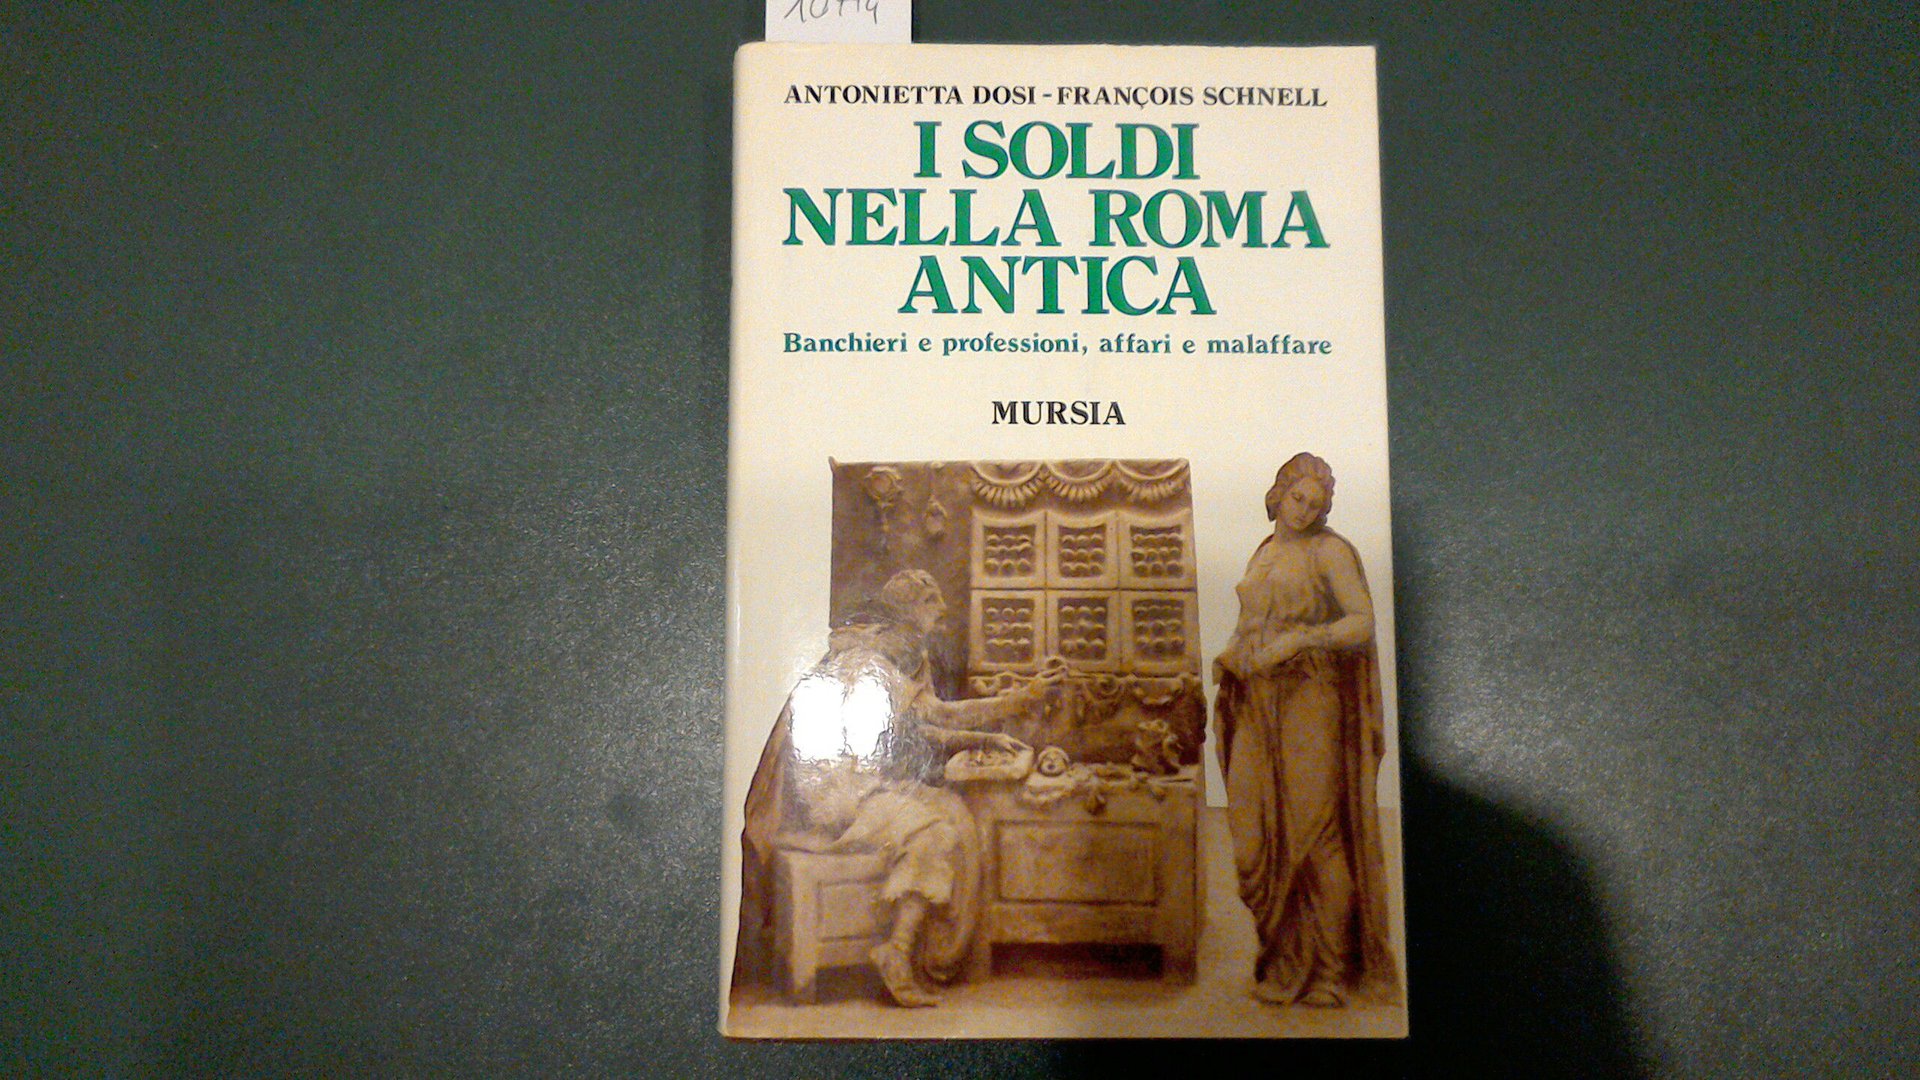 ANTONIETTA DOSI - FRANÇOIS SCHNELL
I SOLDI
NELLA ROMA
ANTICA
Banchieri e professioni, affari e malaffare
MURSIA